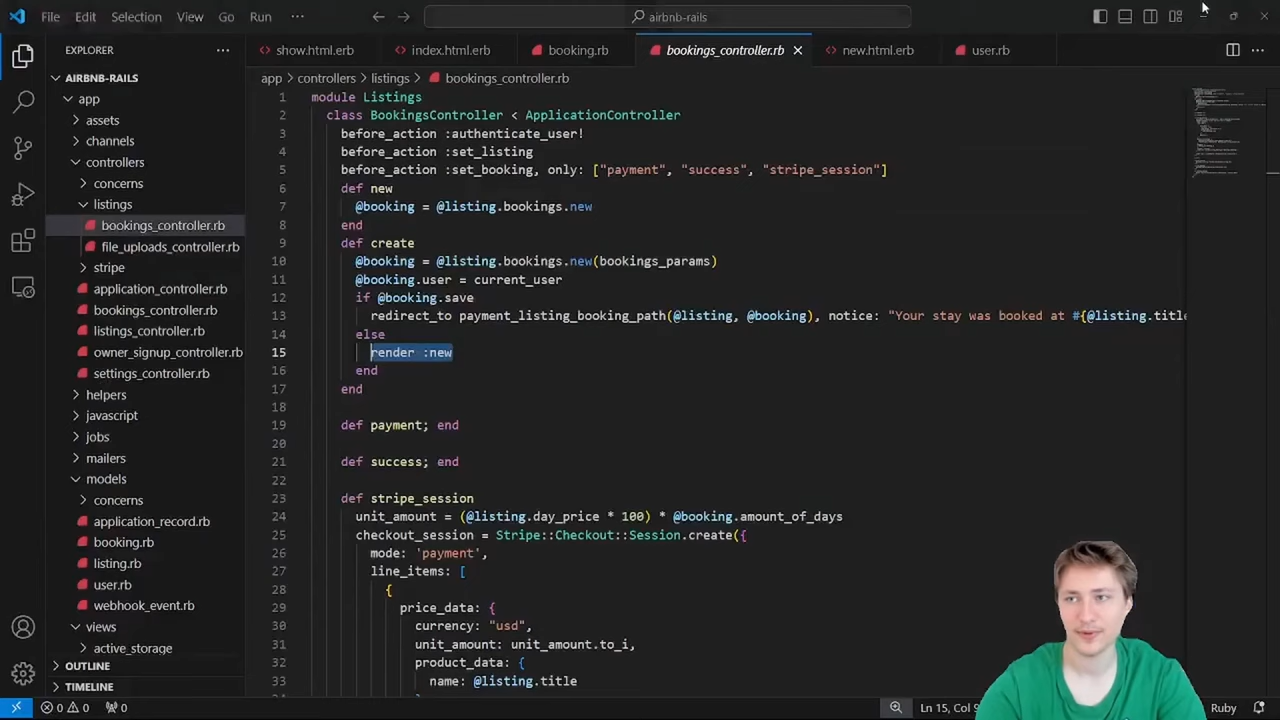 File Edit Selection View Go Run ··· airbnb-rails
EXPLORER ···
AIRBNB-RAILS
app
assets
channels
controllers
concerns
listings
bookings_controller.rb
file_uploads_controller.rb
stripe
application_controller.rb
bookings_controller.rb
listings_controller.rb
owner_signup_controller.rb
settings_controller.rb
helpers
javascript
jobs
mailers
models
concerns
application_record.rb
booking.rb
listing.rb
user.rb
webhook_event.rb
views
active_storage
OUTLINE
TIMELINE
show.html.erb index.html.erb booking.rb bookings_controller.rb new.html.erb user.rb
app > controllers > listings > bookings_controller.rb
1 module Listings
2 class BookingsController < ApplicationController
3 before_action :authenticate_user!
4 before_action :set_listing
5 before_action :set_booking, only: ["payment", "success", "stripe_session"]
6 def new
7 @booking = @listing.bookings.new
8 end
9 def create
10 @booking = @listing.bookings.new(bookings_params)
11 @booking.user = current_user
12 if @booking.save
13 redirect_to payment_listing_booking_path(@listing, @booking), notice: "Your stay was booked at #{@listing.title
14 else
15 render :new
16 end
17 end
18
19 def payment; end
20
21 def success; end
22
23 def stripe_session
24 unit_amount = (@listing.day_price * 100) * @booking.amount_of_days
25 checkout_session = Stripe::Checkout::Session.create({
26 mode: 'payment',
27 line_items: [
28 {
29 price_data: {
30 currency: "usd",
31 unit_amount: unit_amount.to_i,
32 product_data: {
33 name: @listing.title
0 0 0 Ln 15, Col 9 Ruby